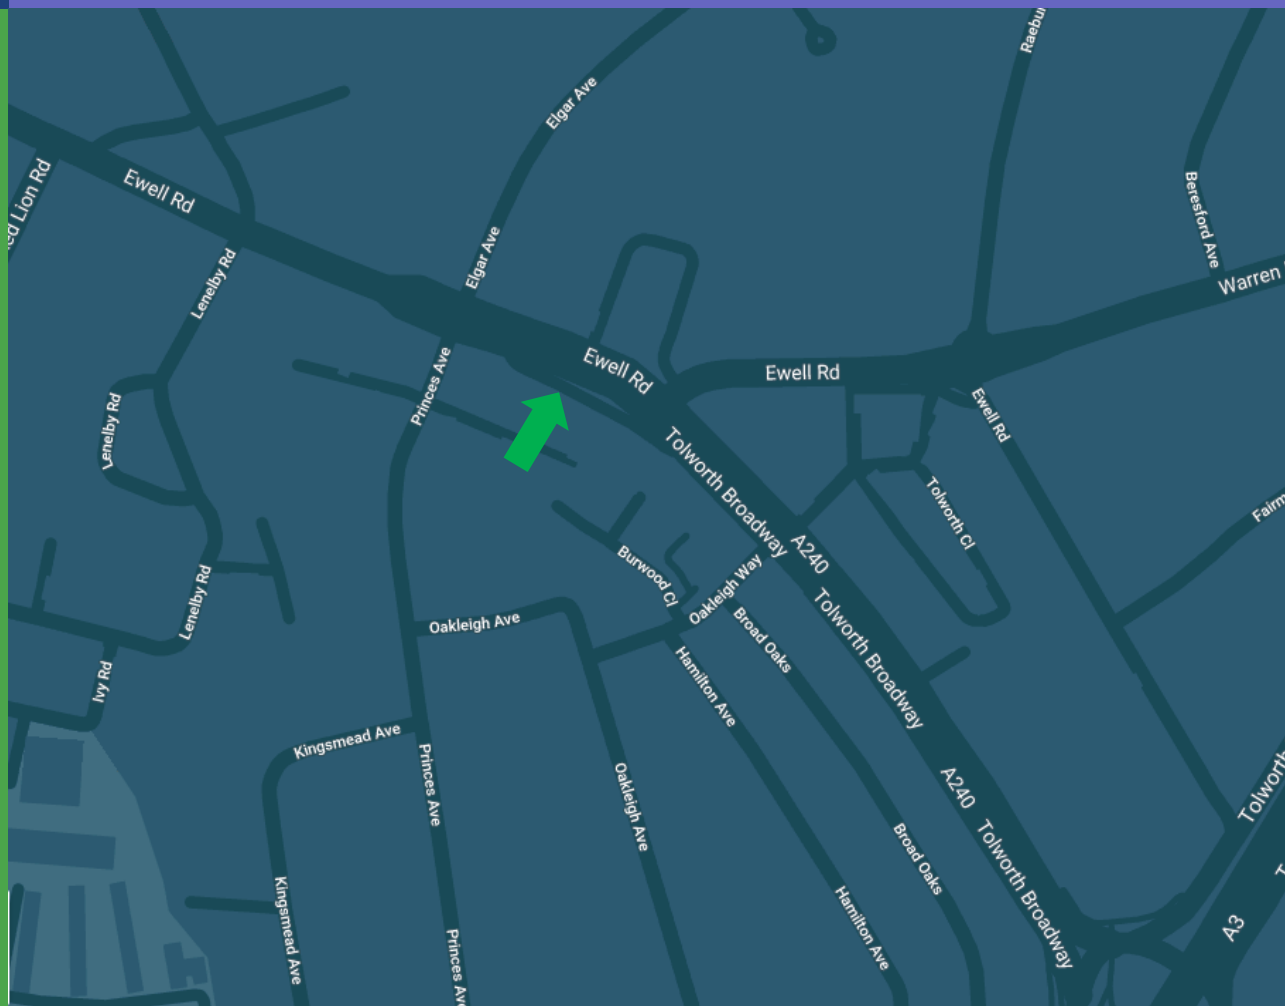 Raebu
Elgar Ave
ed Lion Rd
Ewell Rd
Beresford Ave
Elgar Ave
Lenelby Rd
Warren
Ewell Rd
Ewell Rd
Princes Ave
Ewell Rd
Lenelby Rd
Tolworth Broadway
Tolworth Cl
Fairm
A240
Burwood Cl
Oakleigh Way
Lenelby Rd
Oakleigh Ave
Broad Oaks
Tolworth Broadway
Ivy Rd
Hamilton Ave
Kingsmead Ave
Princes Ave
Oakleigh Ave
A240
Tolworth
Tolworth Broadway
Broad Oaks
T
Kingsmead Ave
Hamilton Ave
A3
Princes Av